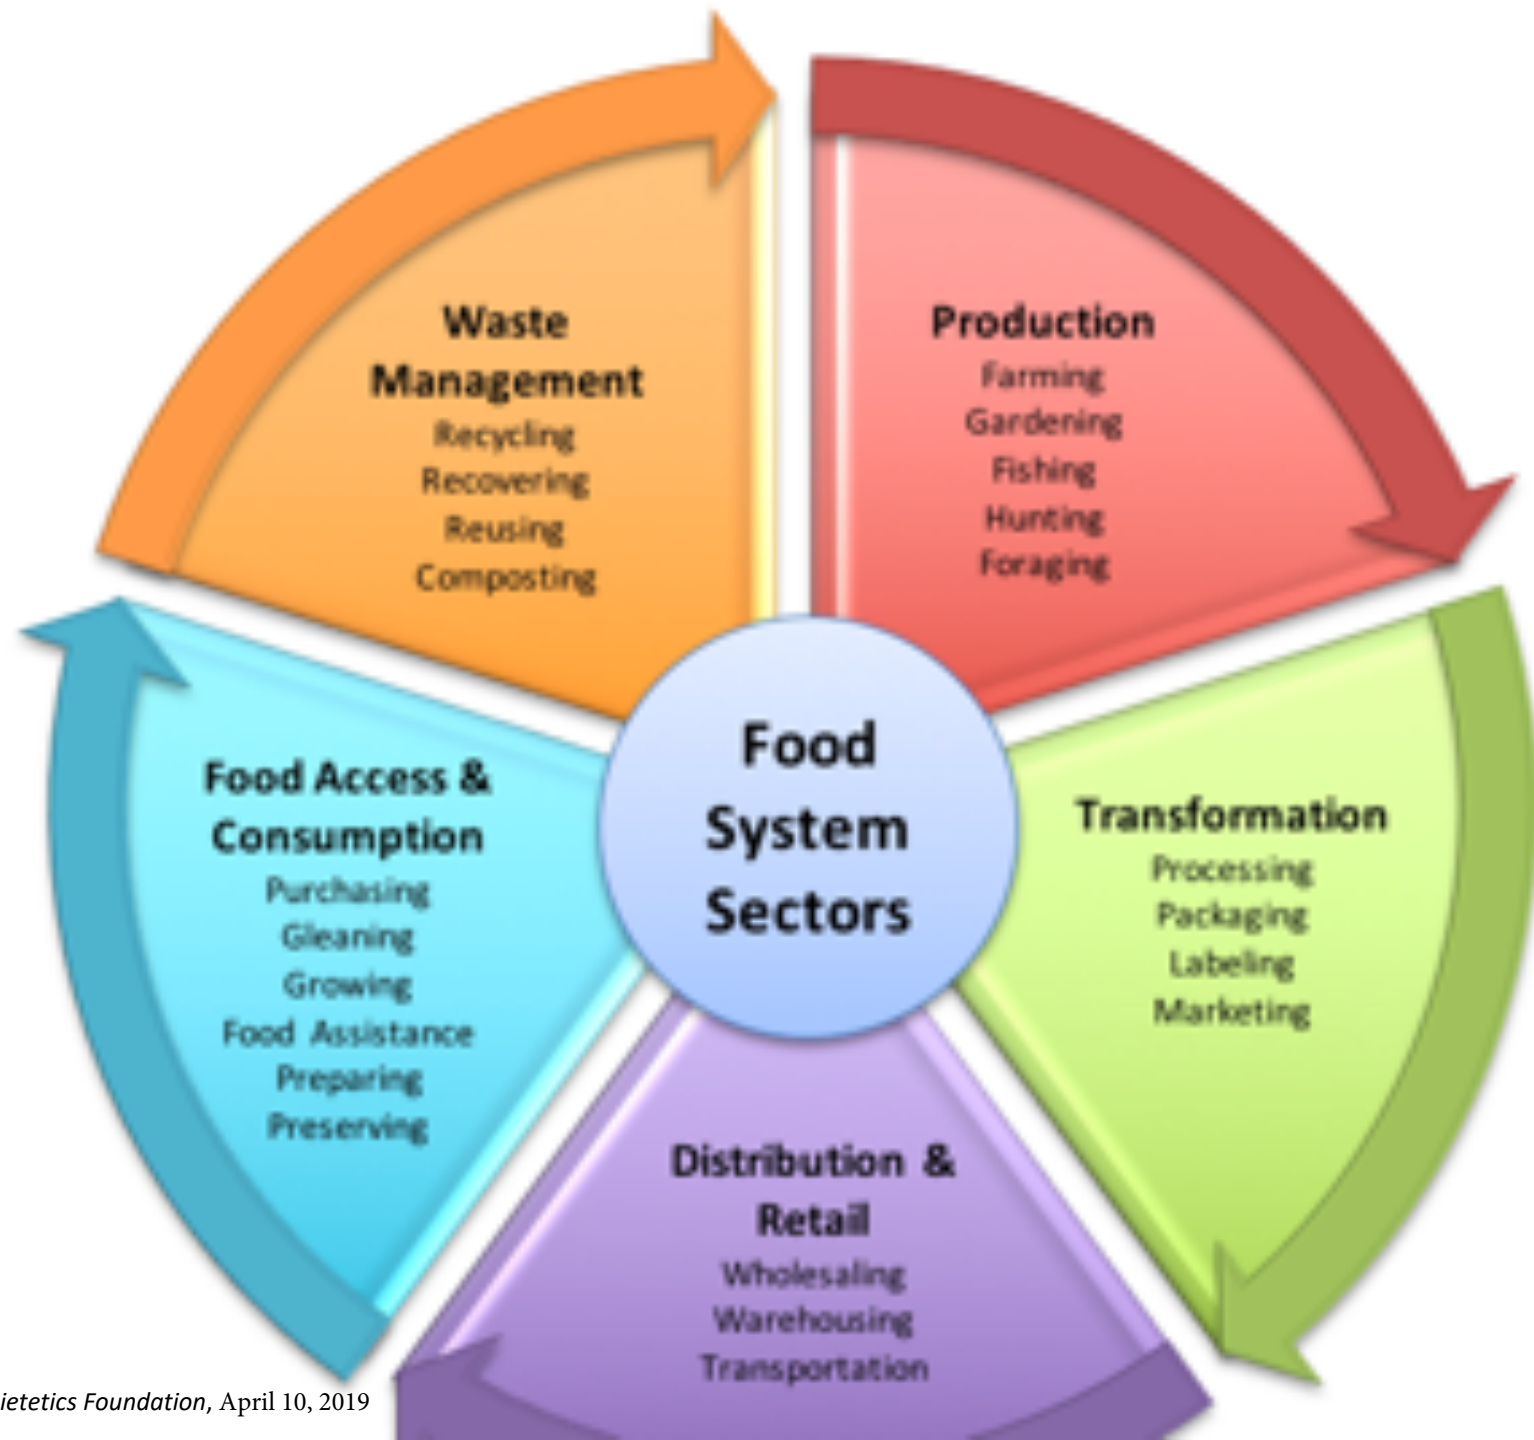 Waste
Management
Recycling
Recovering
Reusing
Composting
Production
Farming
Gardening
Fishing
Hunting
Foraging
Food
System
Sectors
Transformation
Processing
Packaging
Labeling
Marketing
Food Access &
Consumption
Purchasing
Gleaning
Growing
Food Assistance
Preparing
Preserving
Distribution &
Retail
Wholesaling
Warehousing
Transportation
ietetics Foundation, April 10, 2019